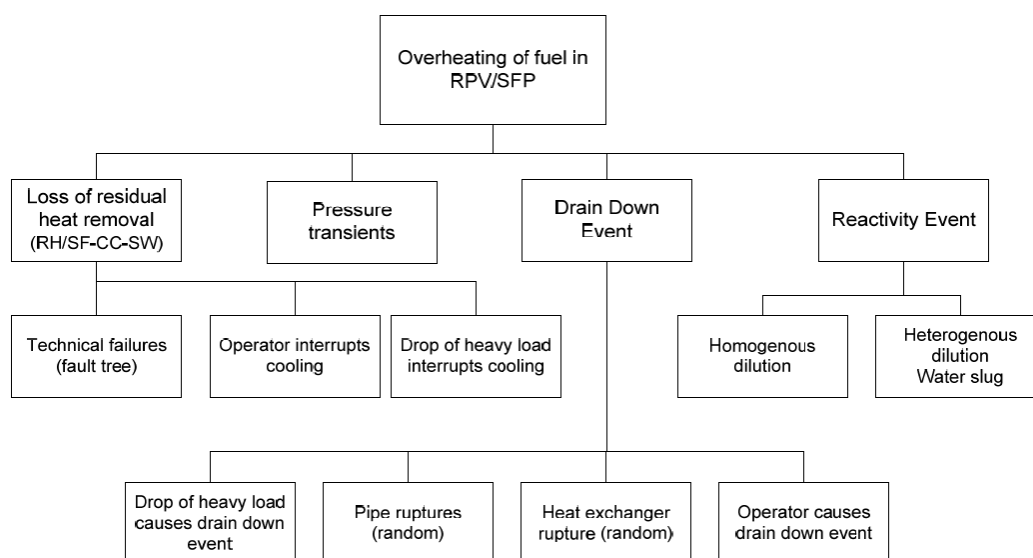 Overheating of fuel in
RPV/SFP
Loss of residual
heat removal
(RH/SF-CC-SW)
Pressure
transients
Drain Down
Event
Reactivity Event
Technical failures
(fault tree)
Operator interrupts
cooling
Drop of heavy load
interrupts cooling
Homogenous
dilution
Heterogenous
dilution
Water slug
Drop of heavy load
causes drain down
event
Pipe ruptures
(random)
Heat exchanger
rupture (random)
Operator causes
drain down event